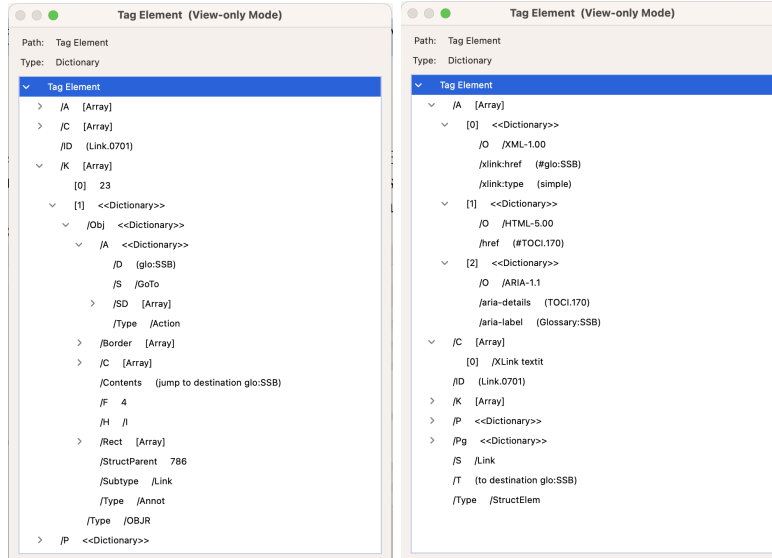 Tag Element (View-only Mode)
Path: Tag Element
Type: Dictionary
Tag Element
/A [Array]
/C [Array]
/ID (Link.0701)
/K [Array]
[0] 23
[1] <<Dictionary>>
/Obj <<Dictionary>>
/A <<Dictionary>>
/D (glo:SSB)
/S /GoTo
/SD [Array]
/Type /Action
/Border [Array]
/C [Array]
/Contents (jump to destination glo:SSB)
/F 4
/H /I
/Rect [Array]
/StructParent 786
/Subtype /Link
/Type /Annot
/Type /OBJR
/P <<Dictionary>>
Tag Element (View-only Mode)
Path: Tag Element
Type: Dictionary
Tag Element
/A [Array]
[0] <<Dictionary>>
/O /XML-1.00
/xlink:href (#glo:SSB)
/xlink:type (simple)
[1] <<Dictionary>>
/O /HTML-5.00
/href (#TOCI.170)
[2] <<Dictionary>>
/O /ARIA-1.1
/aria-details (TOCI.170)
/aria-label (Glossary:SSB)
/C [Array]
[0] /XLink textit
/ID (Link.0701)
/K [Array]
/P <<Dictionary>>
/Pg <<Dictionary>>
/S /Link
/T (to destination glo:SSB)
/Type /StructElem